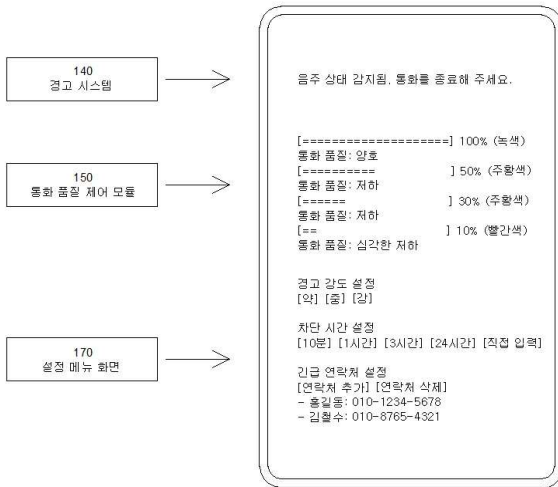 140
경고 시스템
음주 상태 감지됨. 통화를 종료해 주세요.
[====================] 100% (녹색)
통화 품질: 양호
150
통화 품질 제어 모듈
[========== ] 50% (주황색)
통화 품질: 저하
[====== ] 30% (주황색)
통화 품질: 저하
[== ] 10% (빨간색)
통화 품질: 심각한 저하
경고 강도 설정
[약] [중] [강]
차단 시간 설정
[10분] [1시간] [3시간] [24시간] [직접 입력]
170
설정 메뉴 화면
긴급 연락처 설정
[연락처 추가] [연락처 삭제]
- 홍길동: 010-1234-5678
- 김철수: 010-8765-4321